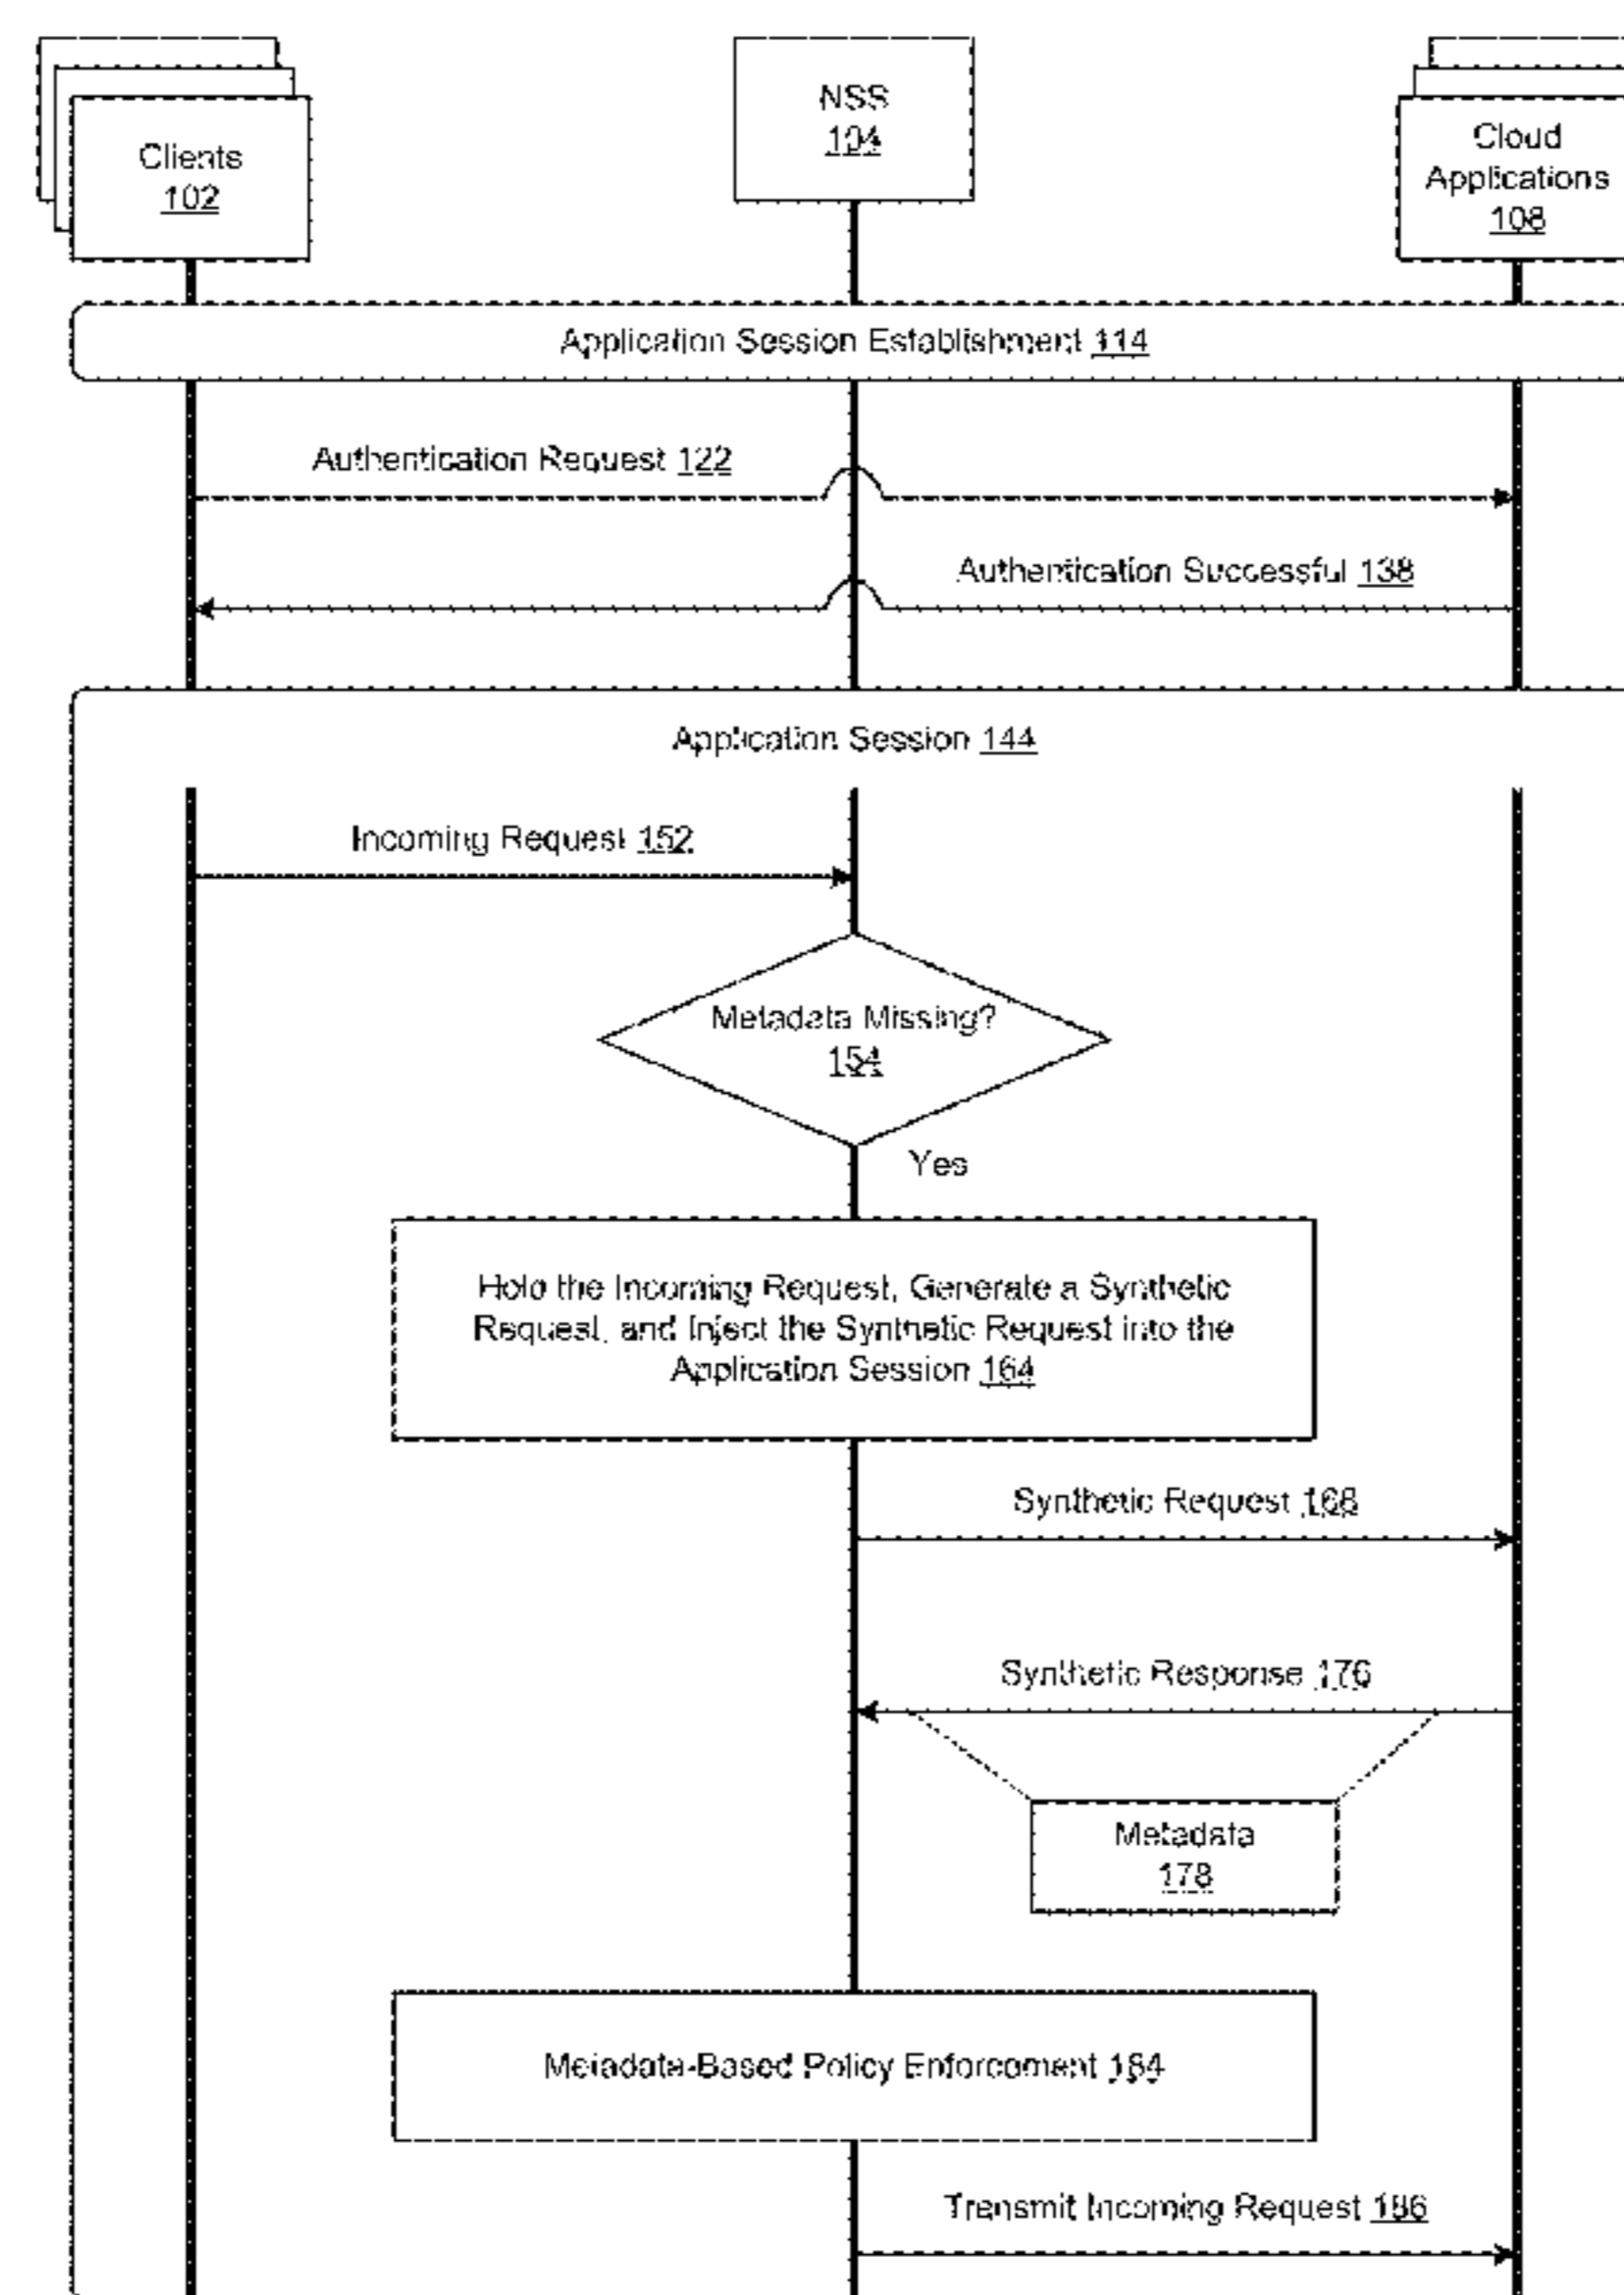 Clients
102
NSS
104
Cloud
Applications
108
Application Session Establishment 114
Authentication Request 122
Authentication Successful 138
Application Session 144
Incoming Request 152
Metadata Missing?
154
Yes
Hold the Incoming Request, Generate a Synthetic
Request, and Inject the Synthetic Request into the
Application Session 164
Synthetic Request 168
Synthetic Response 176
Metadata
178
Metadata-Based Policy Enforcement 184
Transmit Incoming Request 186